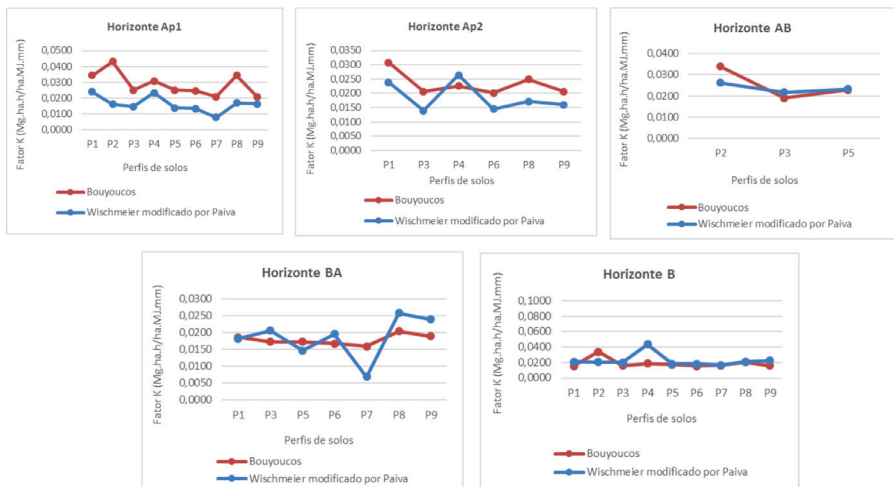 Horizonte Ap1
Fator K (Mg.ha.h/ha.MJ.mm)
0,0500
0,0400
0,0300
0,0200
0,0100
0,0000
P1 P2 P3 P4 P5 P6 P7 P8 P9
Perfis de solos
Bouyoucos
Wischmeier modificado por Paiva
Horizonte Ap2
Fator K (Mg.ha.h/ha.MJ.mm)
0,0350
0,0300
0,0250
0,0200
0,0150
0,0100
0,0050
0,0000
P1 P3 P4 P6 P8 P9
Perfis de solos
Bouyoucos
Wischmeier modificado por Paiva
Horizonte AB
Fator K (Mg.ha.h/ha.MJ.mm)
0,0400
0,0300
0,0200
0,0100
0,0000
P2 P3 P5
Perfis de solos
Bouyoucos
Wischmeier modificado por Paiva
Horizonte BA
Fator K (Mg.ha.h/ha.MJ.mm)
0,0300
0,0250
0,0200
0,0150
0,0100
0,0050
0,0000
P1 P3 P5 P6 P7 P8 P9
Perfis de solos
Bouyoucos
Wischmeier modificado por Paiva
Horizonte B
Fator K (Mg.ha.h/ha.MJ.mm)
0,1000
0,0800
0,0600
0,0400
0,0200
0,0000
P1 P2 P3 P4 P5 P6 P7 P8 P9
Perfis de solos
Bouyoucos
Wischmeier modificado por Paiva